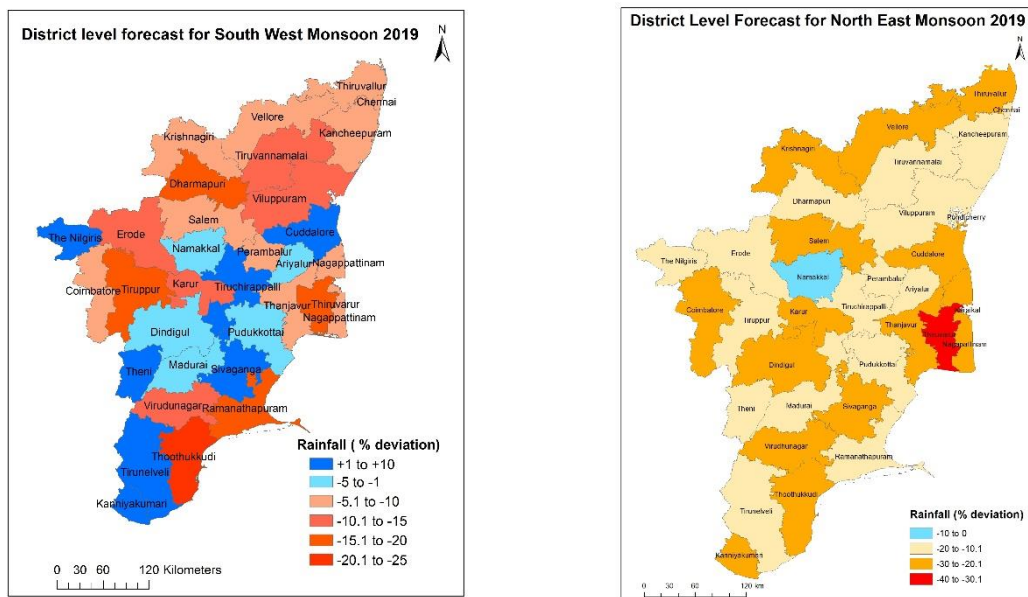 District level forecast for South West Monsoon 2019
N
Thiruvallur
Chennai
Vellore
Kancheepuram
Krishnagiri
Tiruvannamalai
Dharmapuri
Viluppuram
Salem
The Nilgiris
Erode
Namakkal
Cuddalore
Perambalur
Ariyalur
Nagappattinam
Coimbatore
Tiruppur
Karur
Tiruchirappalli
Thanjavur
Thiruvarur
Nagappattinam
Dindigul
Pudukkottai
Madurai
Theni
Sivaganga
Virudunagar
Ramanathapuram
Thoothukkudi
Tirunelveli
Kanniyakumari
Rainfall ( % deviation)
+1 to +10
-5 to -1
-5.1 to -10
-10.1 to -15
-15.1 to -20
-20.1 to -25
0 30 60 120 Kilometers
District Level Forecast for North East Monsoon 2019
N
Thiruvallur
Chennai
Vellore
Kancheepuram
Krishnagiri
Tiruvannamalai
Dharmapuri
Viluppuram
Pondicherry
Salem
Erode
Cuddalore
The Nilgiris
Namakkal
Perambalur
Ariyalur
Coimbatore
Karur
Tiruchirappalli
Tiruppur
Thanjavur
Karaikal
Nagappattinam
Dindigul
Pudukkottai
Theni
Madurai
Sivaganga
Virudhunagar
Ramanathapuram
Thoothukkudi
Tirunelveli
Kanniyakumari
Rainfall (% deviation)
-10 to 0
-20 to -10.1
-30 to -20.1
-40 to -30.1
0 30 60 120 km